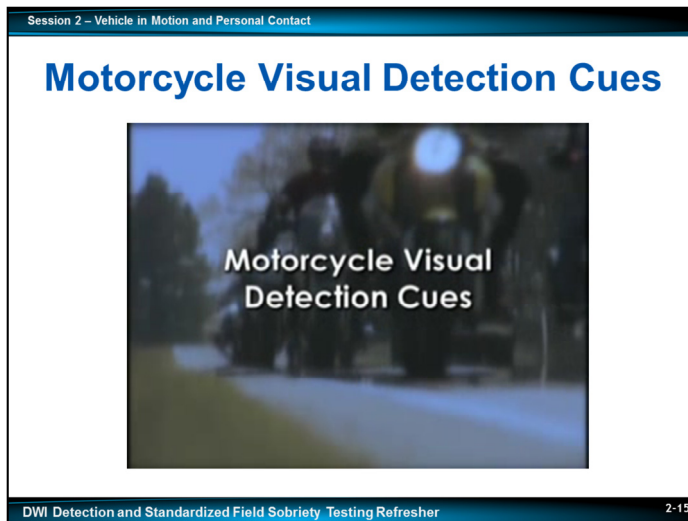 Session 2 – Vehicle in Motion and Personal Contact
Motorcycle Visual Detection Cues
Motorcycle Visual
Detection Cues
DWI Detection and Standardized Field Sobriety Testing Refresher
2-15